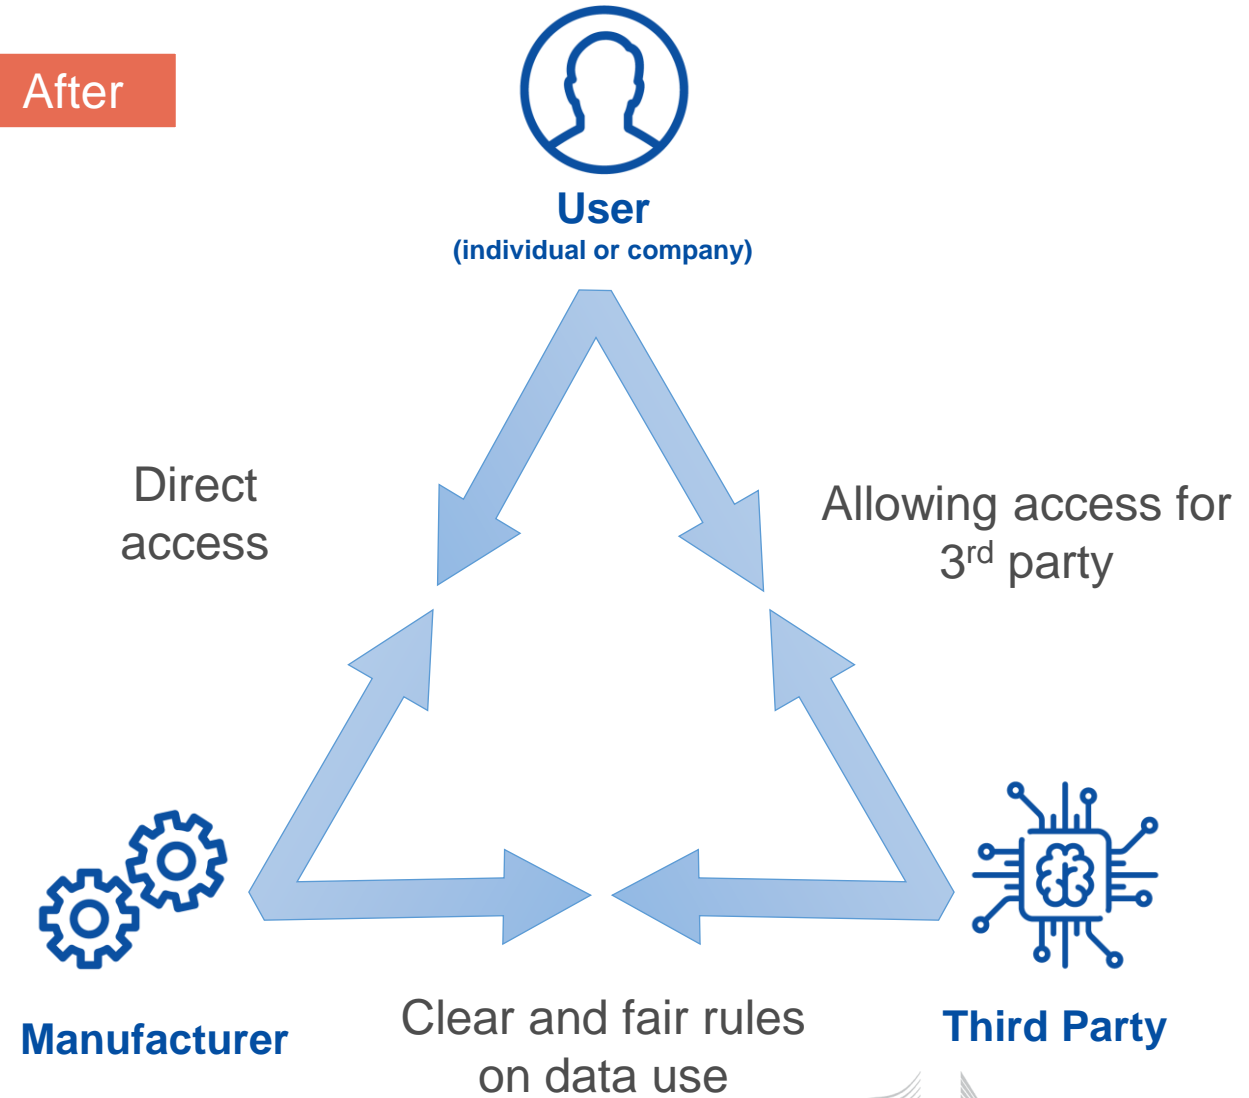 After
User
(individual or company)
Direct
access
Allowing access for
3rd party
Manufacturer
Clear and fair rules
on data use
Third Party